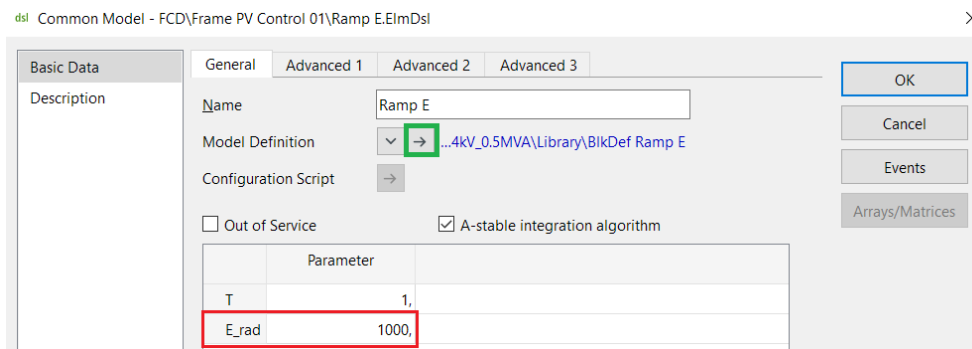 dsl Common Model - FCD\Frame PV Control 01\Ramp E.ElmDsl
Basic Data
Description
General Advanced 1 Advanced 2 Advanced 3
Name Ramp E
Model Definition ...4kV_0.5MVA\Library\BlkDef Ramp E
Configuration Script
Out of Service A-stable integration algorithm
Parameter
T 1,
E_rad 1000,
OK
Cancel
Events
Arrays/Matrices